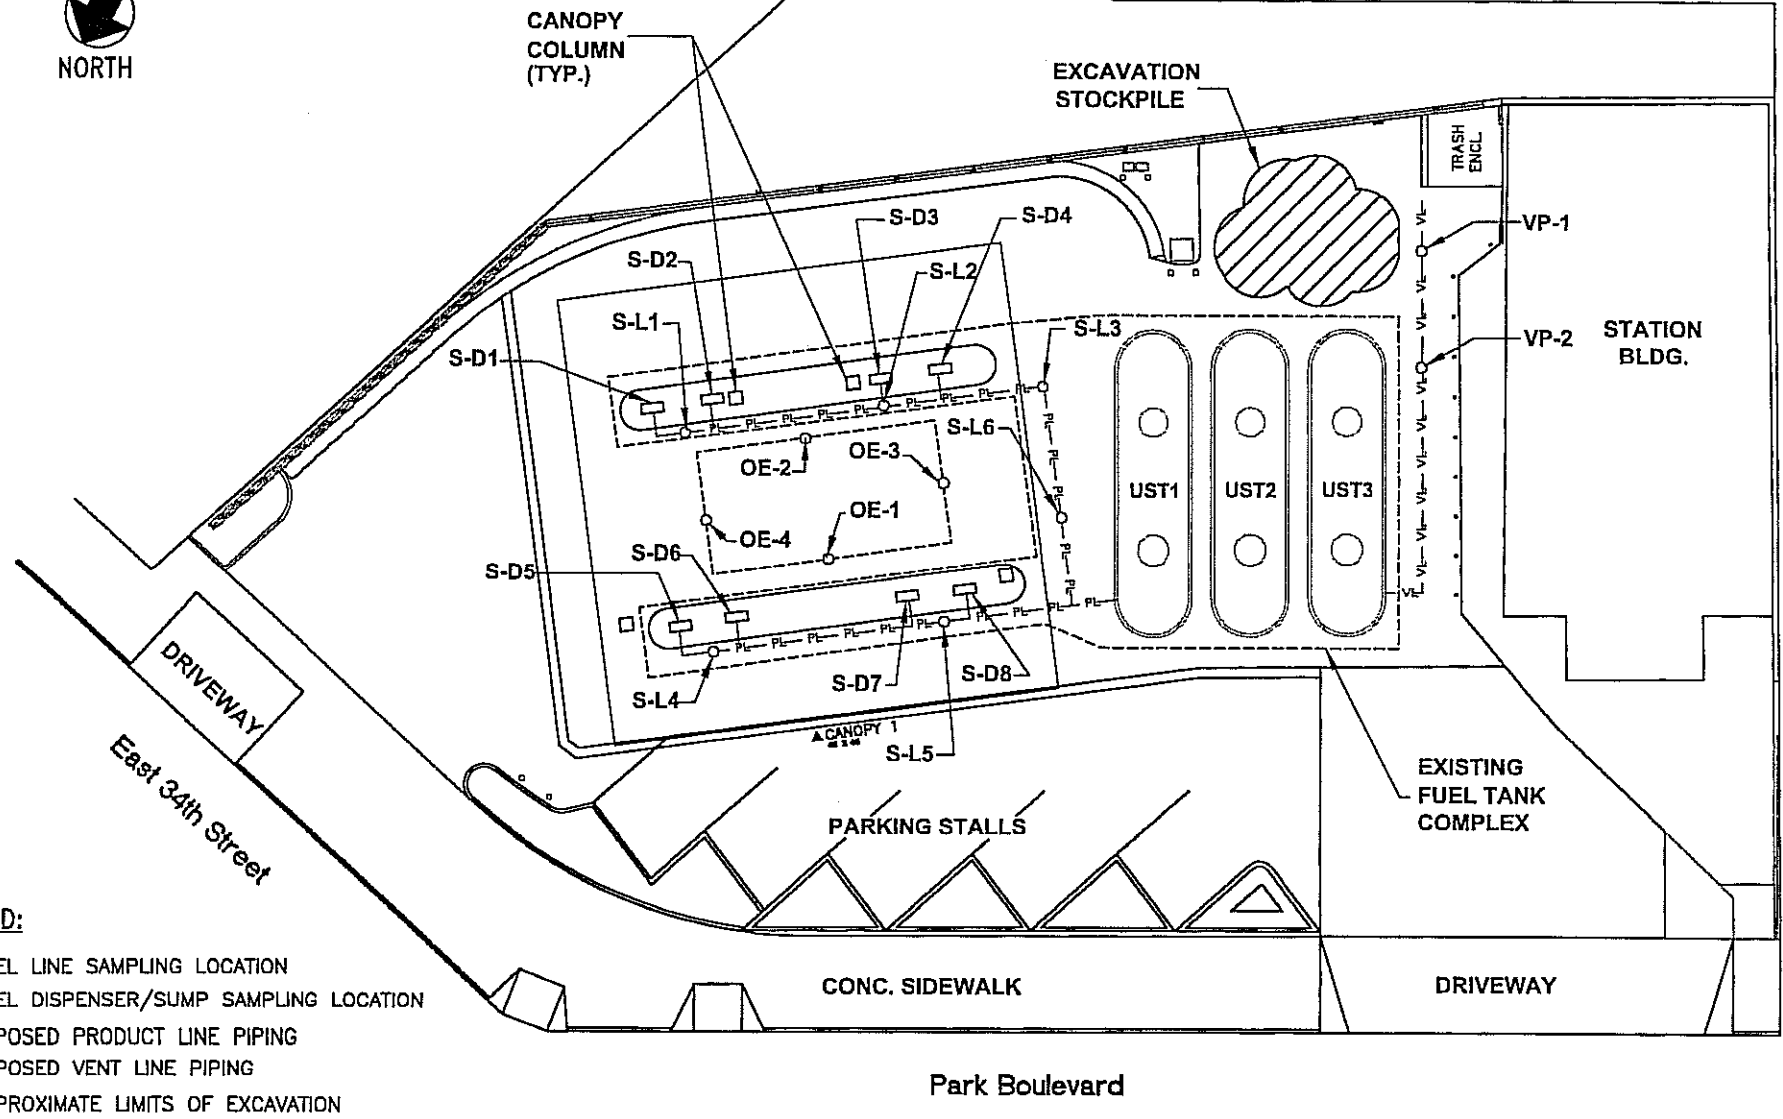 NORTH
CANOPY
COLUMN
(TYP.)
EXCAVATION
STOCKPILE
TRASH
ENCL.
VP-1
VP-2
STATION
BLDG.
S-D3
S-D4
S-D2
S-L2
S-L1
S-D1
S-L3
S-L6
OE-2
OE-3
OE-1
OE-4
UST1
UST2
UST3
S-D6
S-D5
S-D7
S-D8
S-L4
S-L5
PL
VL
CANOPY 1
DRIVEWAY
East 34th Street
PARKING STALLS
EXISTING
FUEL TANK
COMPLEX
CONC. SIDEWALK
DRIVEWAY
Park Boulevard
D:
EL LINE SAMPLING LOCATION
EL DISPENSER/SUMP SAMPLING LOCATION
POSED PRODUCT LINE PIPING
POSED VENT LINE PIPING
PROXIMATE LIMITS OF EXCAVATION